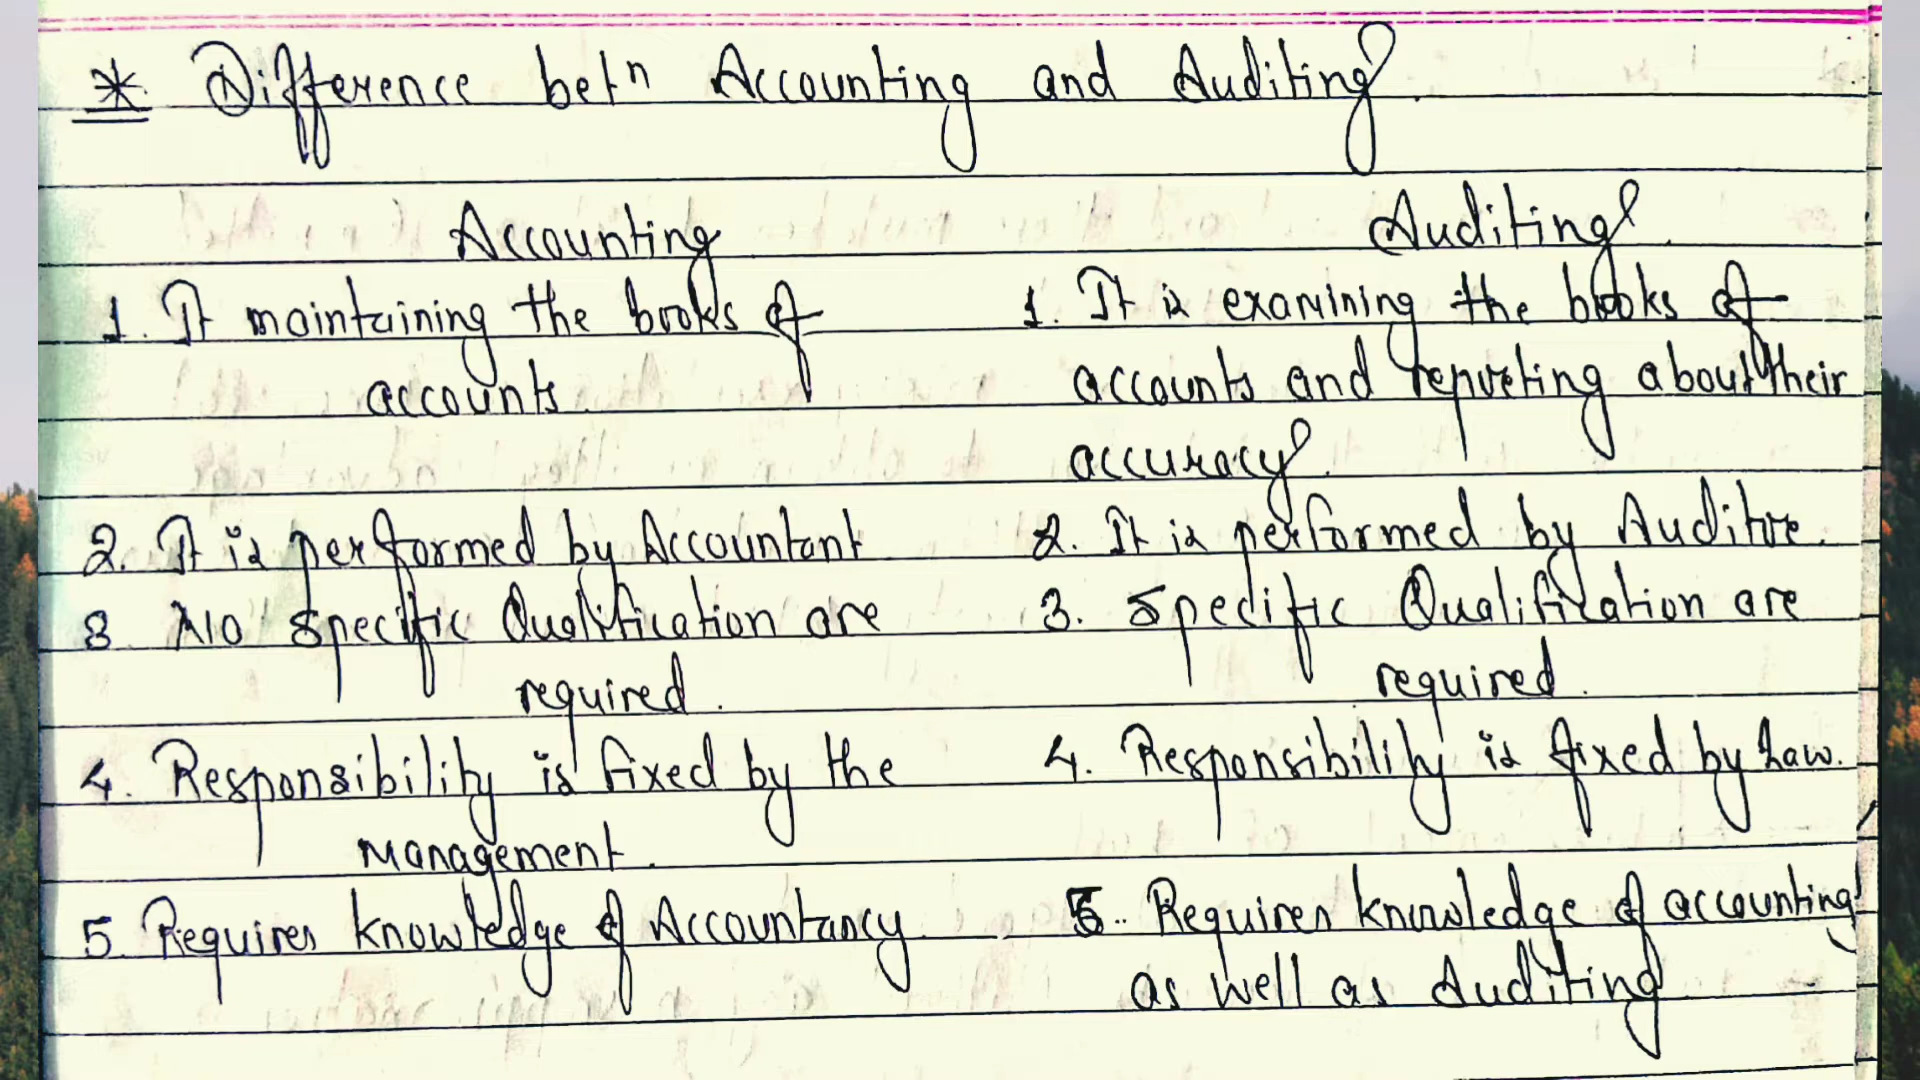 * Difference betn Accounting and Auditing.
Accounting
1. It maintaining the books of
accounts.
2. It is performed by Accountant
3 No specific Qualification are
required.
4. Responsibility is fixed by the
management.
5. Requires knowledge of Accountancy.
Auditing.
1. It is examining the books of
accounts and reporting about their
accuracy.
2. It is performed by Auditor.
3. Specific Qualification are
required.
4. Responsibility is fixed by Law.
5. Requires knowledge of accounting
as well as Auditing